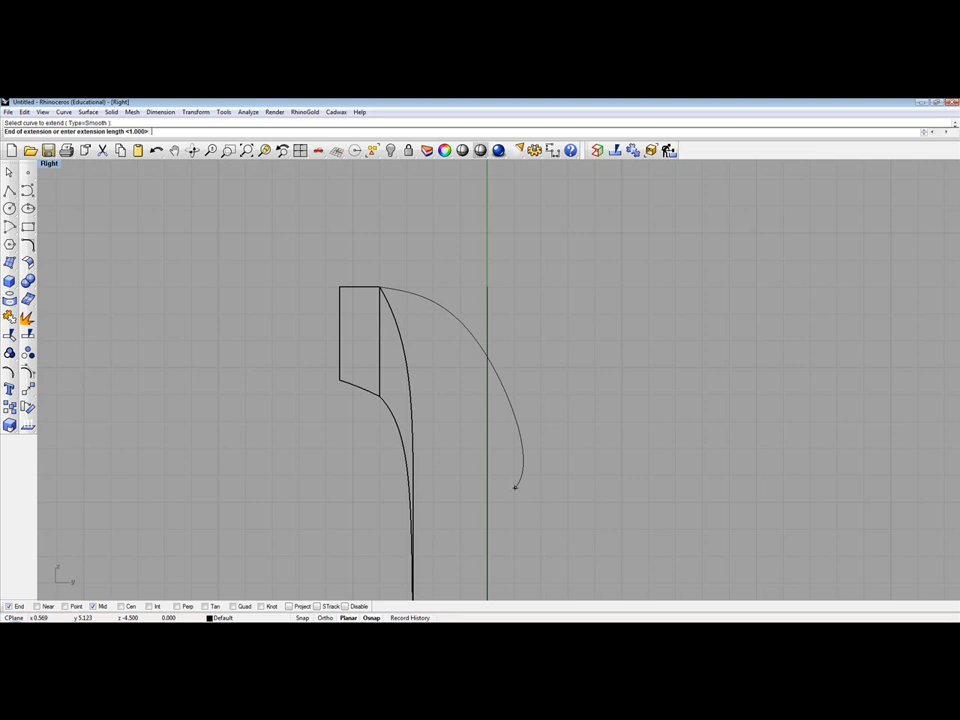 Untitled - Rhinoceros (Educational) - [Right]
File Edit View Curve Surface Solid Mesh Dimension Transform Tools Analyze Render RhinoGold Cadwax Help
Select curve to extend ( Type=Smooth ):
End of extension or enter extension length <1.000>:
Right
z
y
End Near Point Mid Cen Int Perp Tan Quad Knot Project STrack Disable
CPlane x 0.569 y 5.123 z -4.500 0.000 Default Snap Ortho Planar Osnap Record History